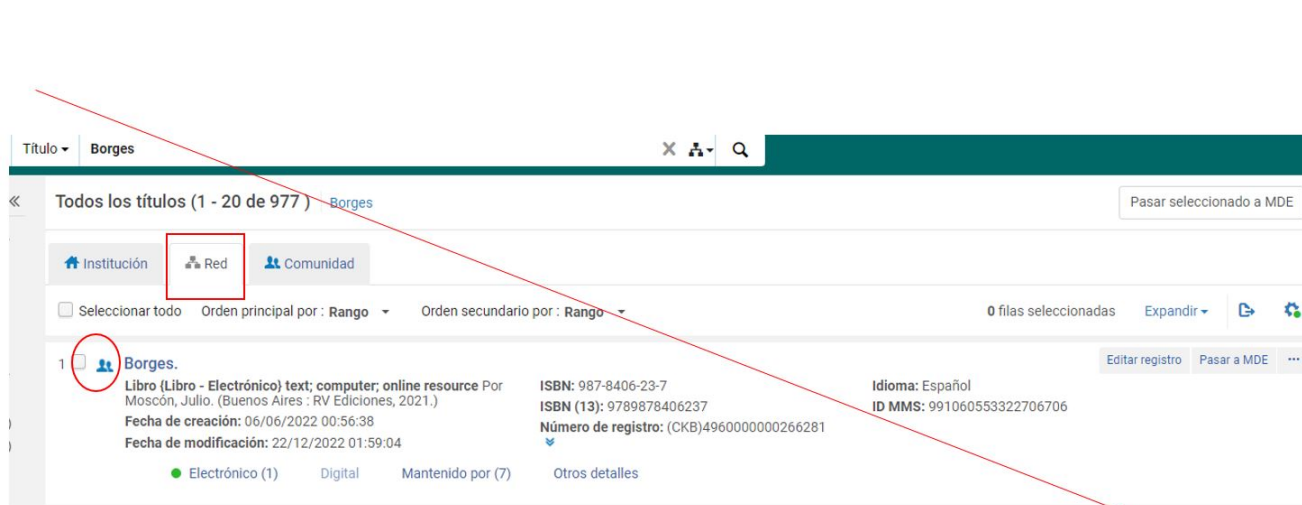 Título Borges
Todos los títulos (1 - 20 de 977 ) Borges
Pasar seleccionado a MDE
Institución Red Comunidad
Seleccionar todo Orden principal por : Rango Orden secundario por : Rango 0 filas seleccionadas Expandir
1 Borges. Editar registro Pasar a MDE ...
Libro {Libro - Electrónico} text; computer; online resource Por
Moscón, Julio. (Buenos Aires : RV Ediciones, 2021.)
Fecha de creación: 06/06/2022 00:56:38
Fecha de modificación: 22/12/2022 01:59:04
ISBN: 987-8406-23-7
ISBN (13): 9789878406237
Número de registro: (CKB)4960000000266281
Idioma: Español
ID MMS: 991060553322706706
Electrónico (1) Digital Mantenido por (7) Otros detalles